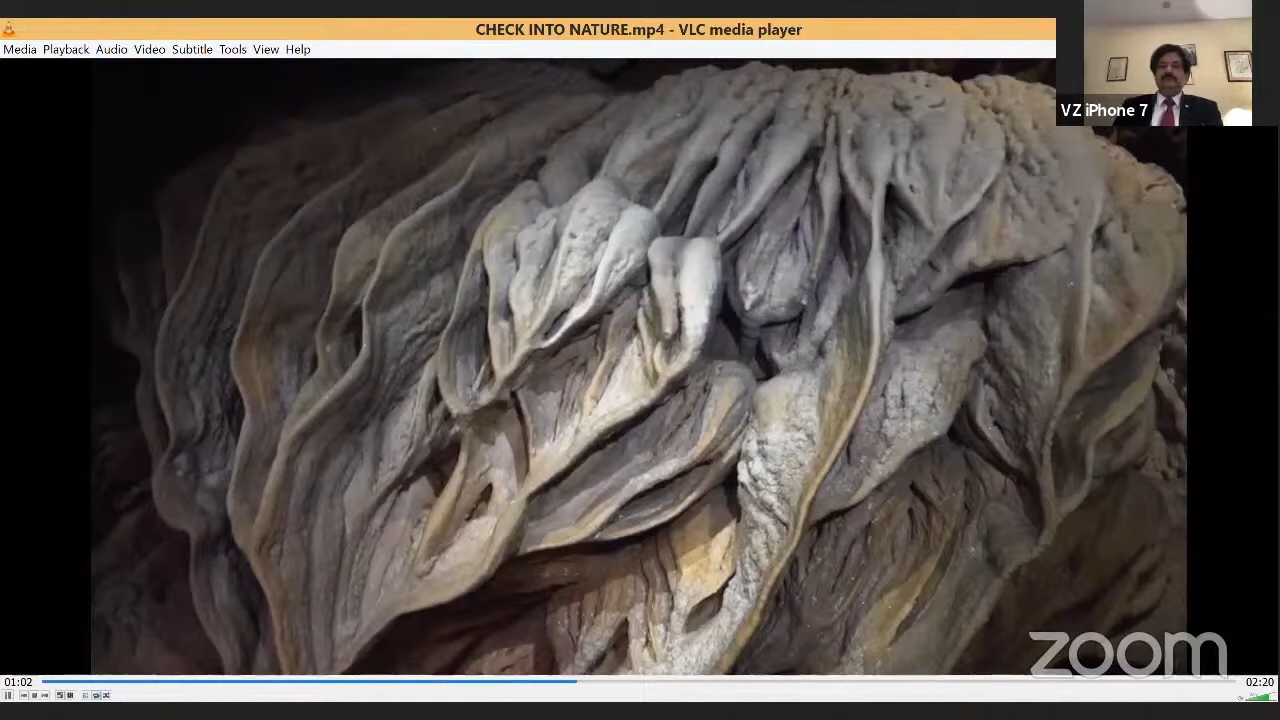 CHECK INTO NATURE.mp4 - VLC media player
Media Playback Audio Video Subtitle Tools View Help
VZ iPhone 7
zoom
01:02
02:20